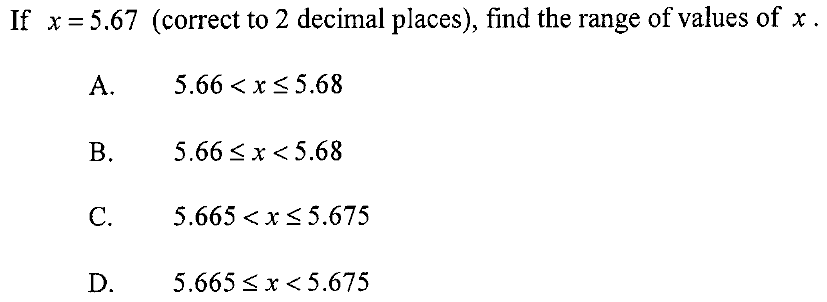 If x = 5.67 (correct to 2 decimal places), find the range of values of x .
A. 5.66 < x ≤ 5.68
B. 5.66 ≤ x < 5.68
C. 5.665 < x ≤ 5.675
D. 5.665 ≤ x < 5.675